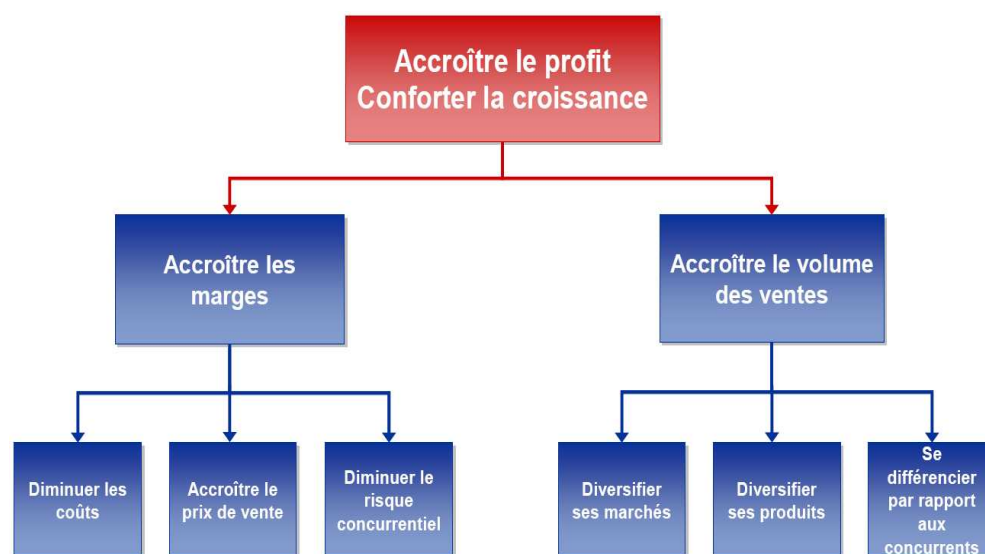 Accroître le profit
Conforter la croissance
Accroître les
marges
Accroître le volume
des ventes
Diminuer les
coûts
Accroître le
prix de vente
Diminuer le
risque
concurrentiel
Diversifier
ses marchés
Diversifier
ses produits
Se
différencier
par rapport
aux
concurrents